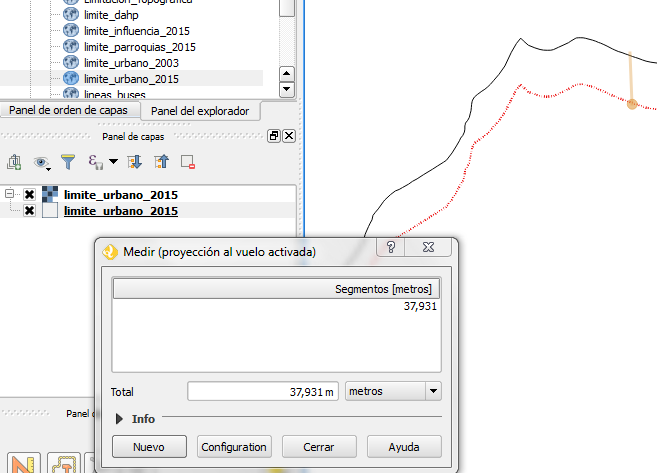 Limitacion_Topografica
limite_dahp
limite_influencia_2015
limite_parroquias_2015
limite_urbano_2003
limite_urbano_2015
lineas_buses
Panel de orden de capas
Panel del explorador
Panel de capas
limite_urbano_2015
limite_urbano_2015
Medir (proyección al vuelo activada)
Segmentos [metros]
37,931
Total
37,931 m
metros
Info
Nuevo
Configuration
Cerrar
Ayuda
Panel